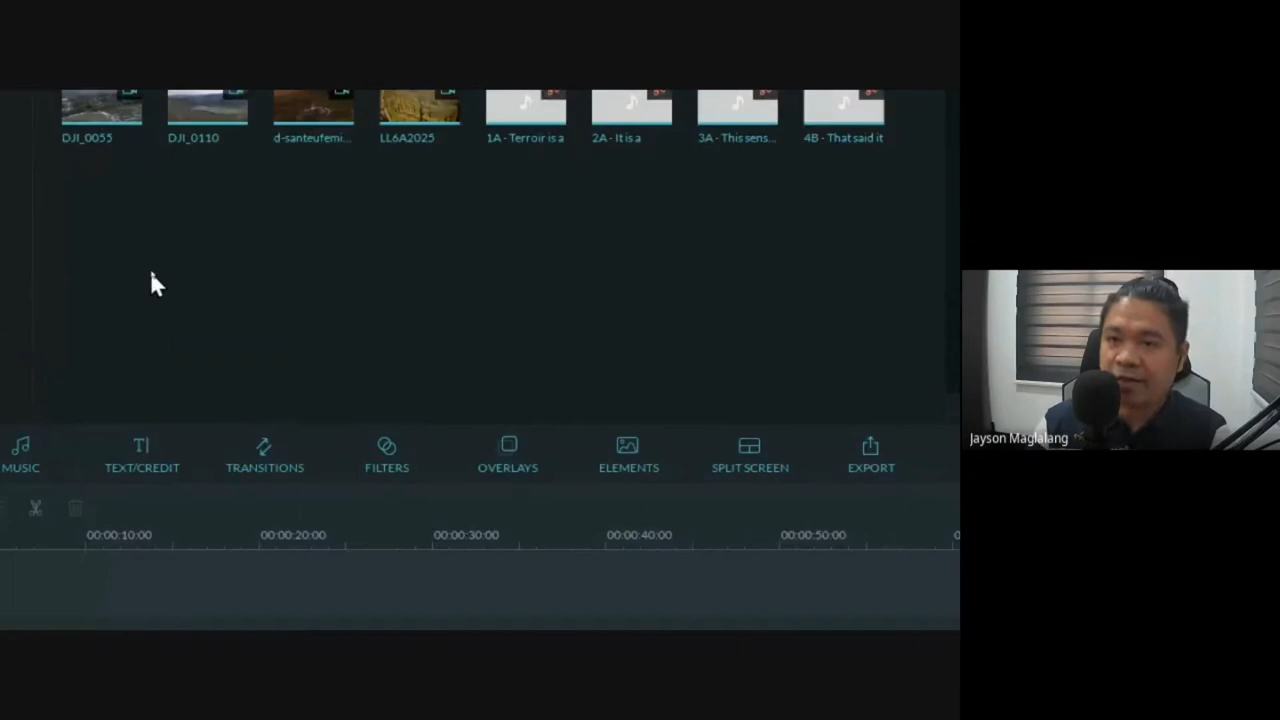 DJI_0055 DJI_0110 d-santeufemi... LL6A2025 1A - Terroir is a 2A - It is a 3A - This sens... 4B - That said it
Jayson Maglalang
MUSIC TEXT/CREDIT TRANSITIONS FILTERS OVERLAYS ELEMENTS SPLIT SCREEN EXPORT
00:00:10:00 00:00:20:00 00:00:30:00 00:00:40:00 00:00:50:00 0